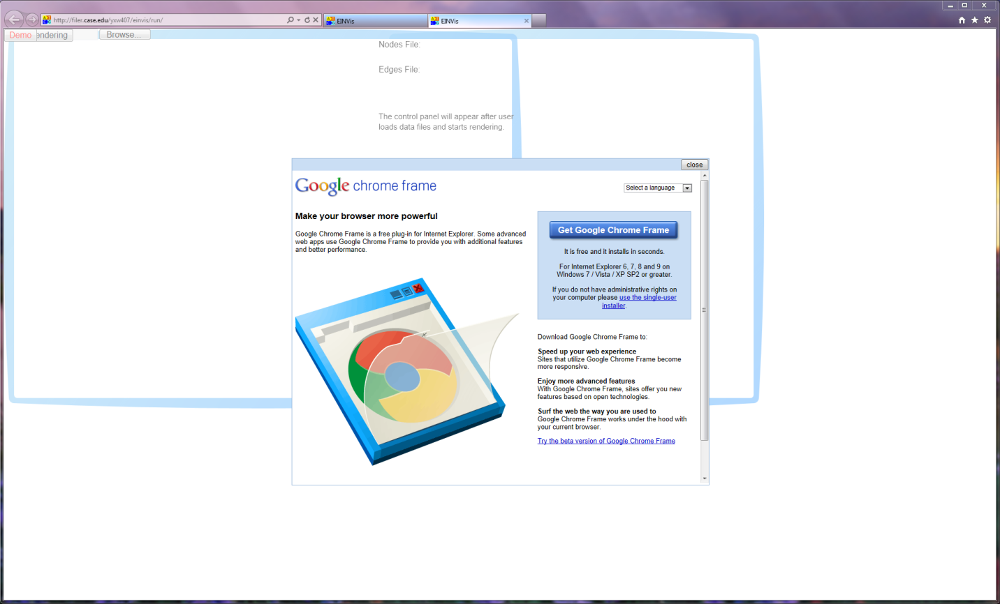 http://filer.case.edu/yxw407/einvis/run/
EINVis
EINVis
Demo
endering
Browse...
Nodes File:
Edges File:
The control panel will appear after user
loads data files and starts rendering.
close
Google chrome frame
Select a language
Make your browser more powerful
Google Chrome Frame is a free plug-in for Internet Explorer. Some advanced
web apps use Google Chrome Frame to provide you with additional features
and better performance.
Get Google Chrome Frame
It is free and it installs in seconds.
For Internet Explorer 6, 7, 8 and 9 on
Windows 7 / Vista / XP SP2 or greater.
If you do not have administrative rights on
your computer please use the single-user
installer.
Download Google Chrome Frame to:
Speed up your web experience
Sites that utilize Google Chrome Frame become
more responsive.
Enjoy more advanced features
With Google Chrome Frame, sites offer you new
features based on open technologies.
Surf the web the way you are used to
Google Chrome Frame works under the hood with
your current browser.
Try the beta version of Google Chrome Frame